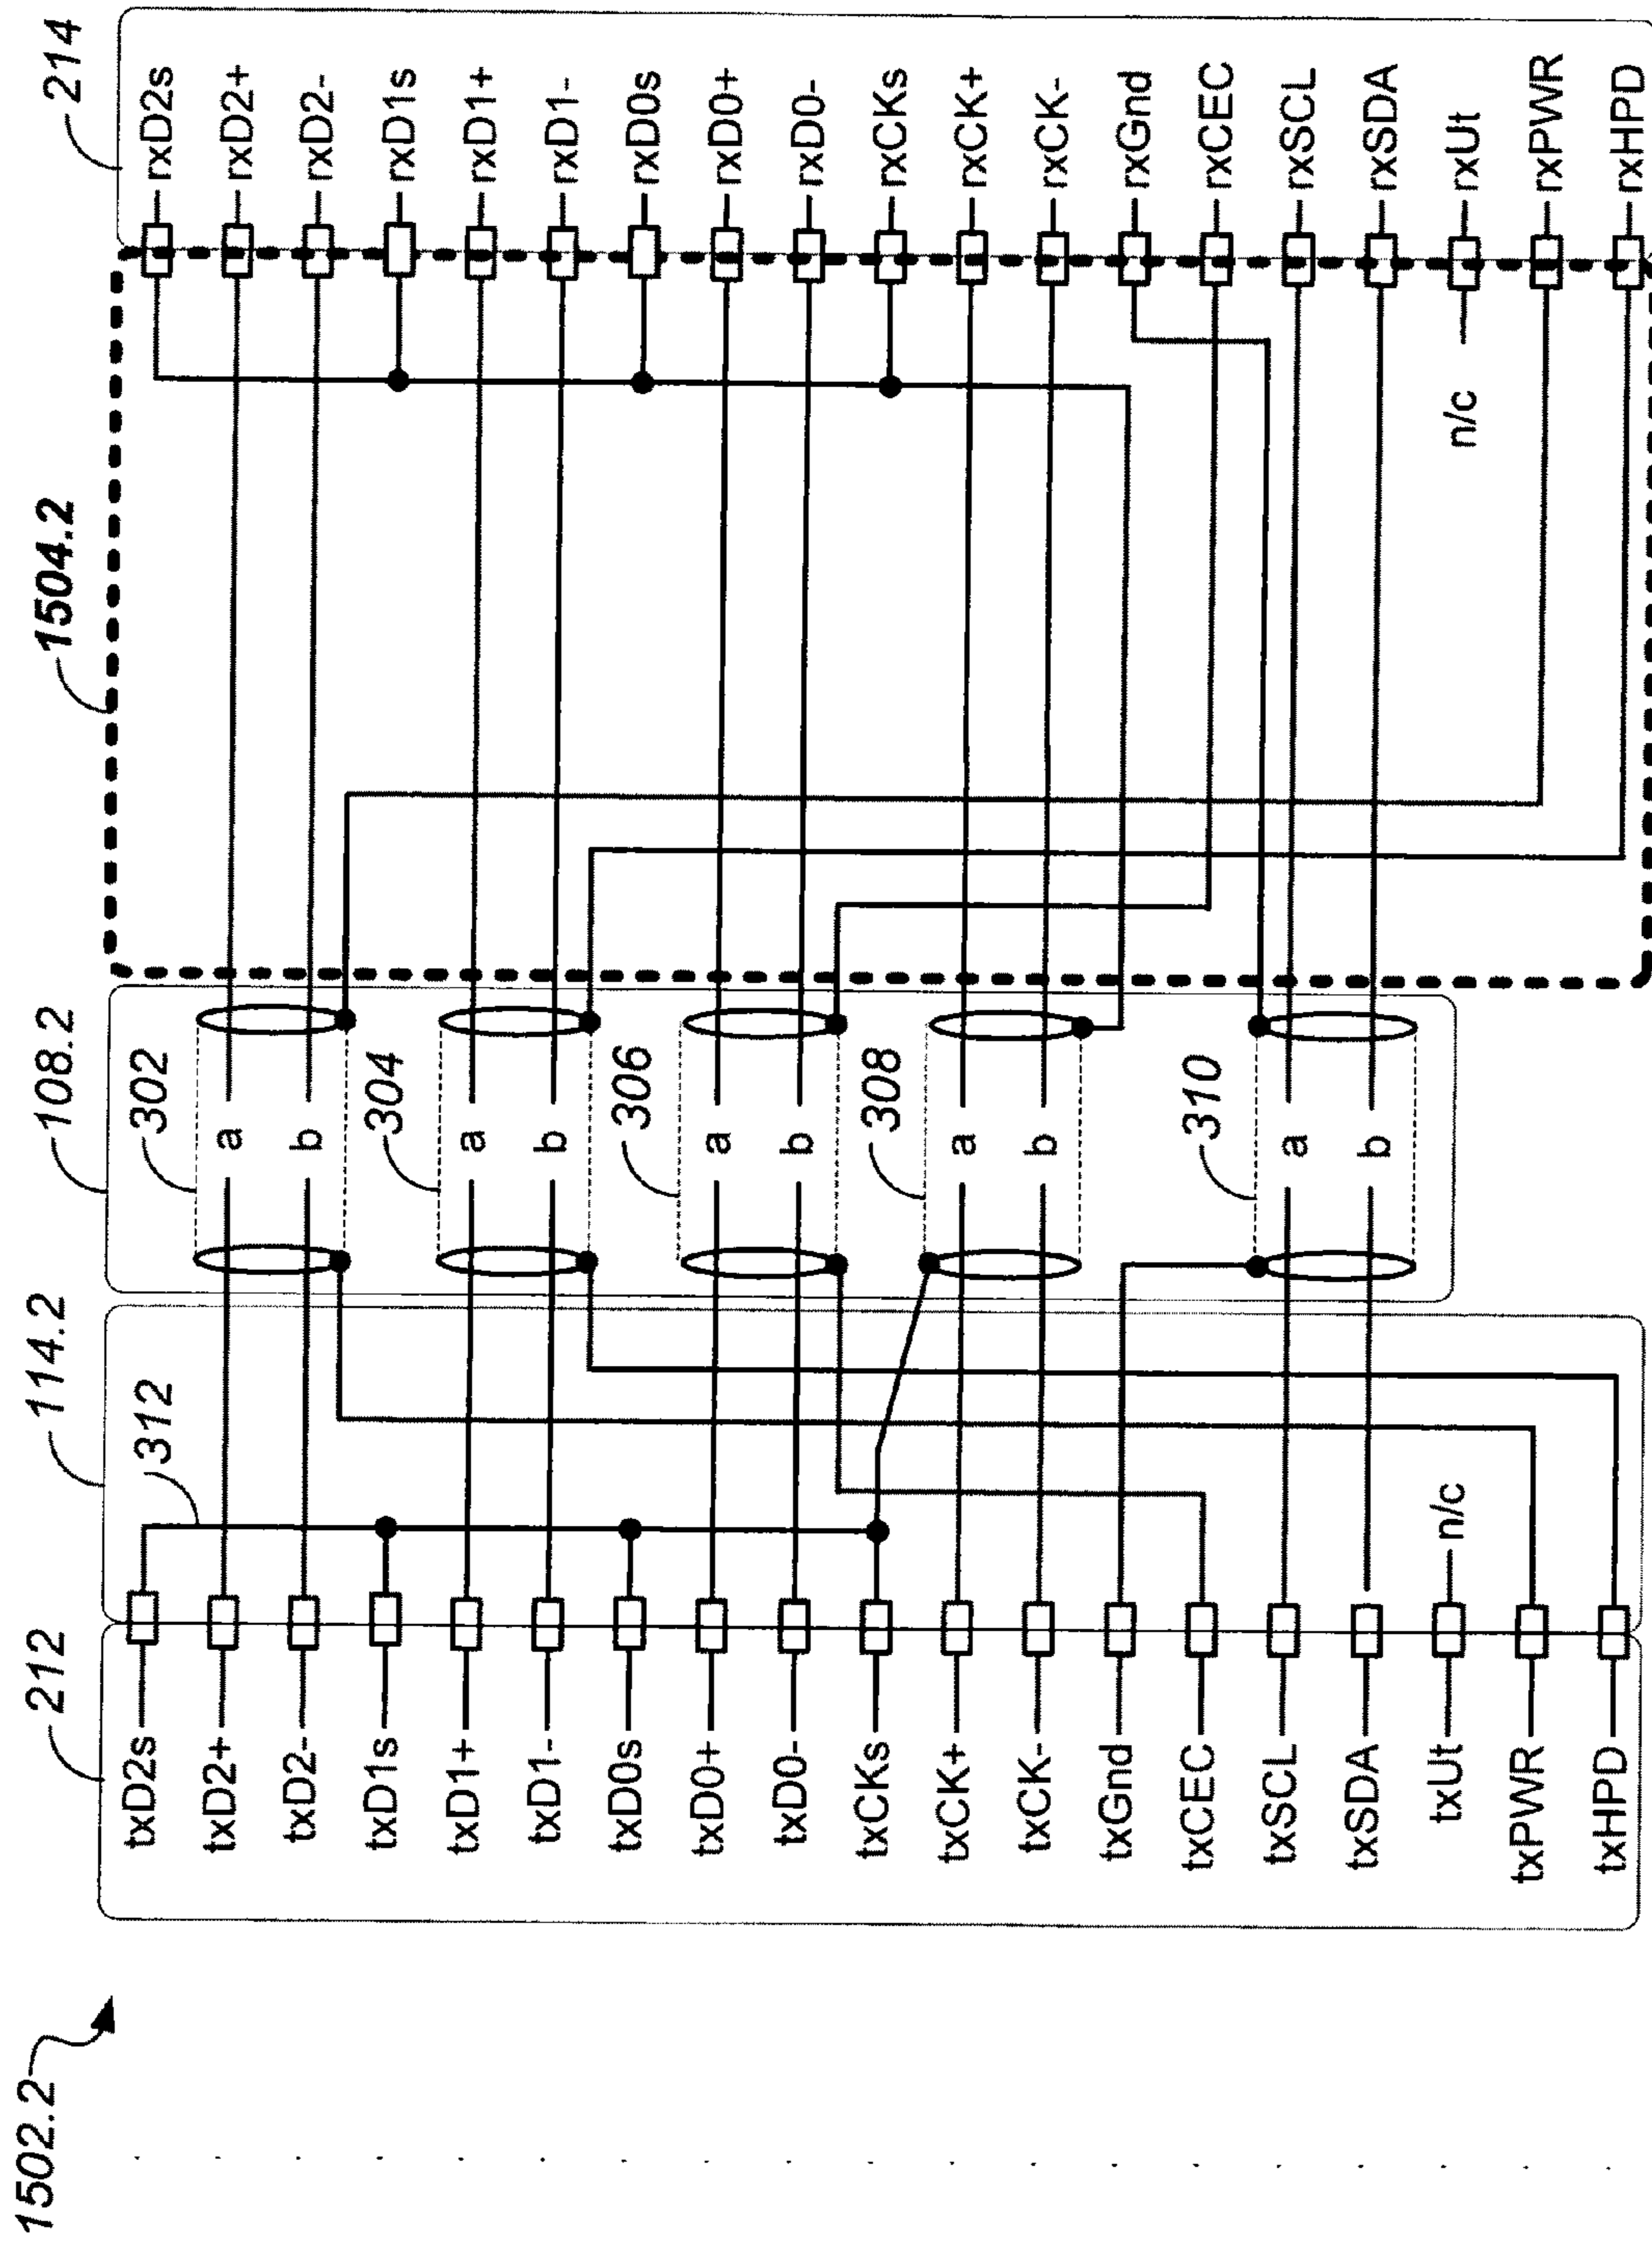 1502.2
212
114.2
108.2
1504.2
214
312
302
304
306
308
310
txD2s
txD2+
txD2-
txD1s
txD1+
txD1-
txD0s
txD0+
txD0-
txCKs
txCK+
txCK-
txGnd
txCEC
txSCL
txSDA
txUt
txPWR
txHPD
n/c
a
b
a
b
a
b
a
b
a
b
n/c
rxD2s
rxD2+
rxD2-
rxD1s
rxD1+
rxD1-
rxD0s
rxD0+
rxD0-
rxCKs
rxCK+
rxCK-
rxGnd
rxCEC
rxSCL
rxSDA
rxUt
rxPWR
rxHPD